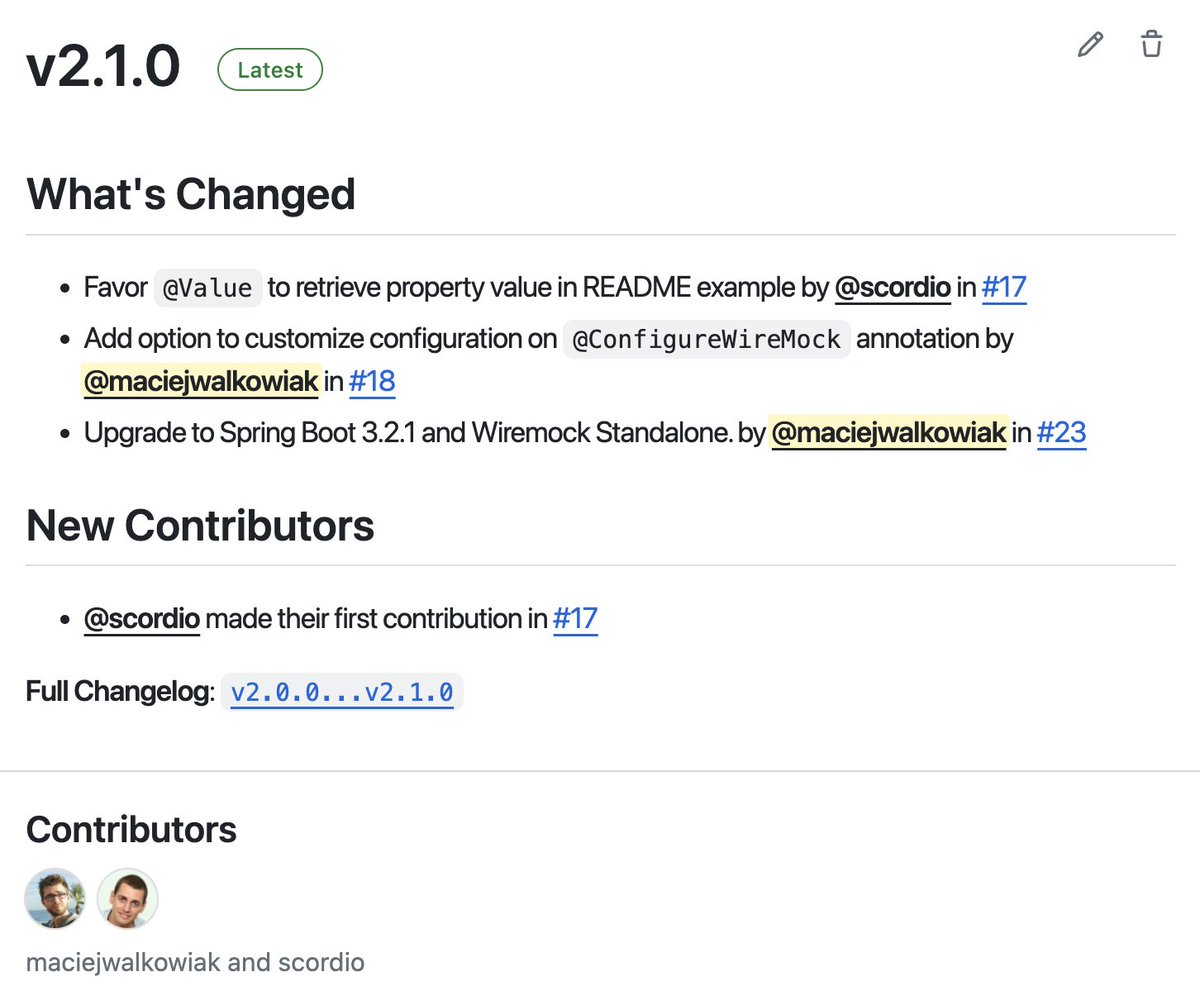 v2.1.0 Latest
What's Changed
Favor @Value to retrieve property value in README example by @scordio in #17
Add option to customize configuration on @ConfigureWireMock annotation by
@maciejwalkowiak in #18
Upgrade to Spring Boot 3.2.1 and Wiremock Standalone. by @maciejwalkowiak in #23
New Contributors
@scordio made their first contribution in #17
Full Changelog: v2.0.0...v2.1.0
Contributors
maciejwalkowiak and scordio